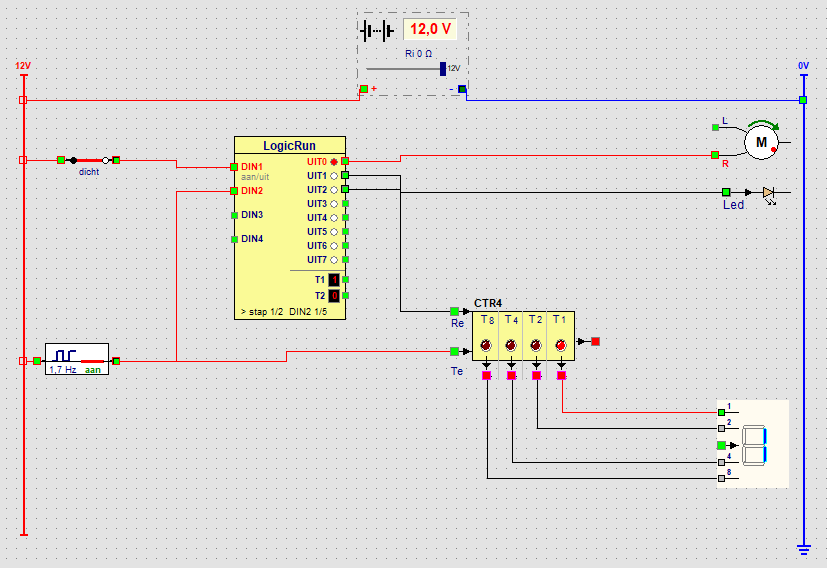 12,0 V
Ri 0 Ω
12V
+ -
12V
0V
L
M
R
LogicRun
DIN1
aan/uit
DIN2
DIN3
DIN4
UIT0
UIT1
UIT2
UIT3
UIT4
UIT5
UIT6
UIT7
T1 1
T2 0
> stap 1/2 DIN2 1/5
dicht
Led
CTR4
T8 T4 T2 T1
Re
Te
1,7 Hz aan
1
2
4
8